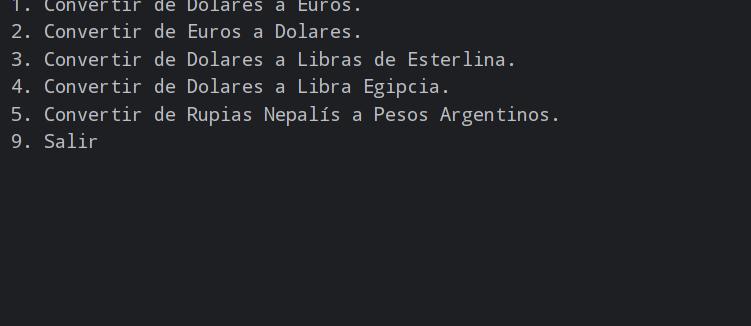 1. Convertir de Dolares a Euros.
2. Convertir de Euros a Dolares.
3. Convertir de Dolares a Libras de Esterlina.
4. Convertir de Dolares a Libra Egipcia.
5. Convertir de Rupias Nepalís a Pesos Argentinos.
9. Salir